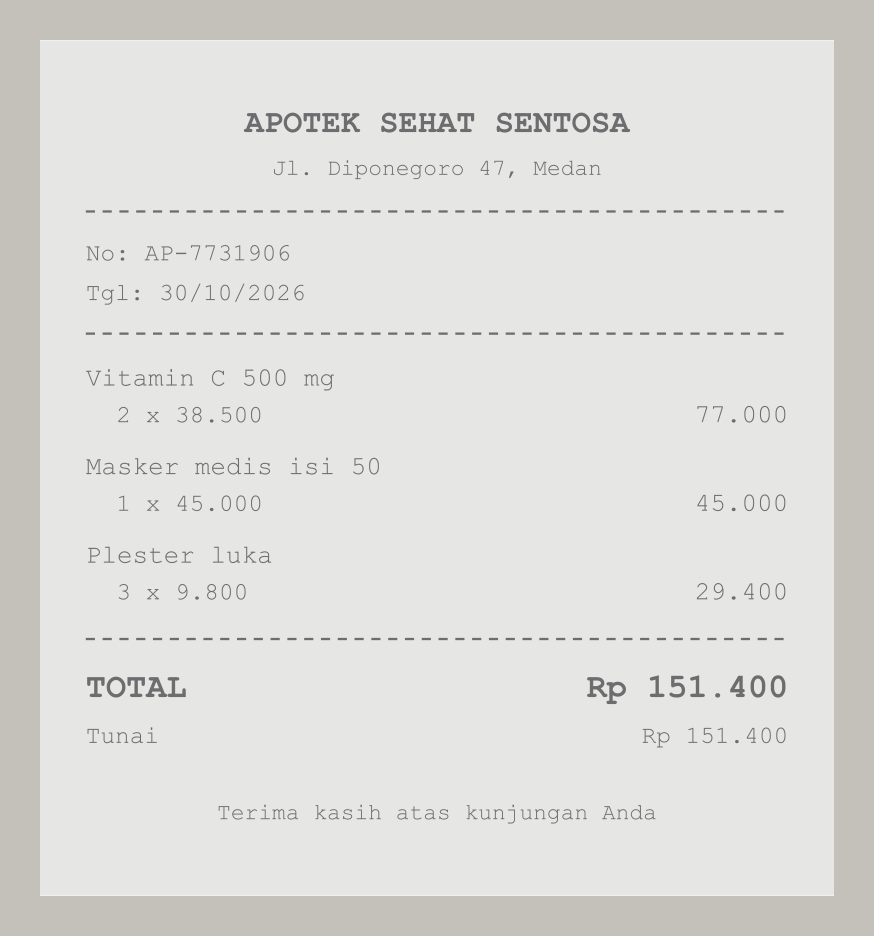 APOTEK SEHAT SENTOSA
Jl. Diponegoro 47, Medan
No: AP-7731906
Tgl: 30/10/2026
Vitamin C 500 mg
2 x 38.500 77.000
Masker medis isi 50
1 x 45.000 45.000
Plester luka
3 x 9.800 29.400
TOTAL Rp 151.400
Tunai Rp 151.400
Terima kasih atas kunjungan Anda